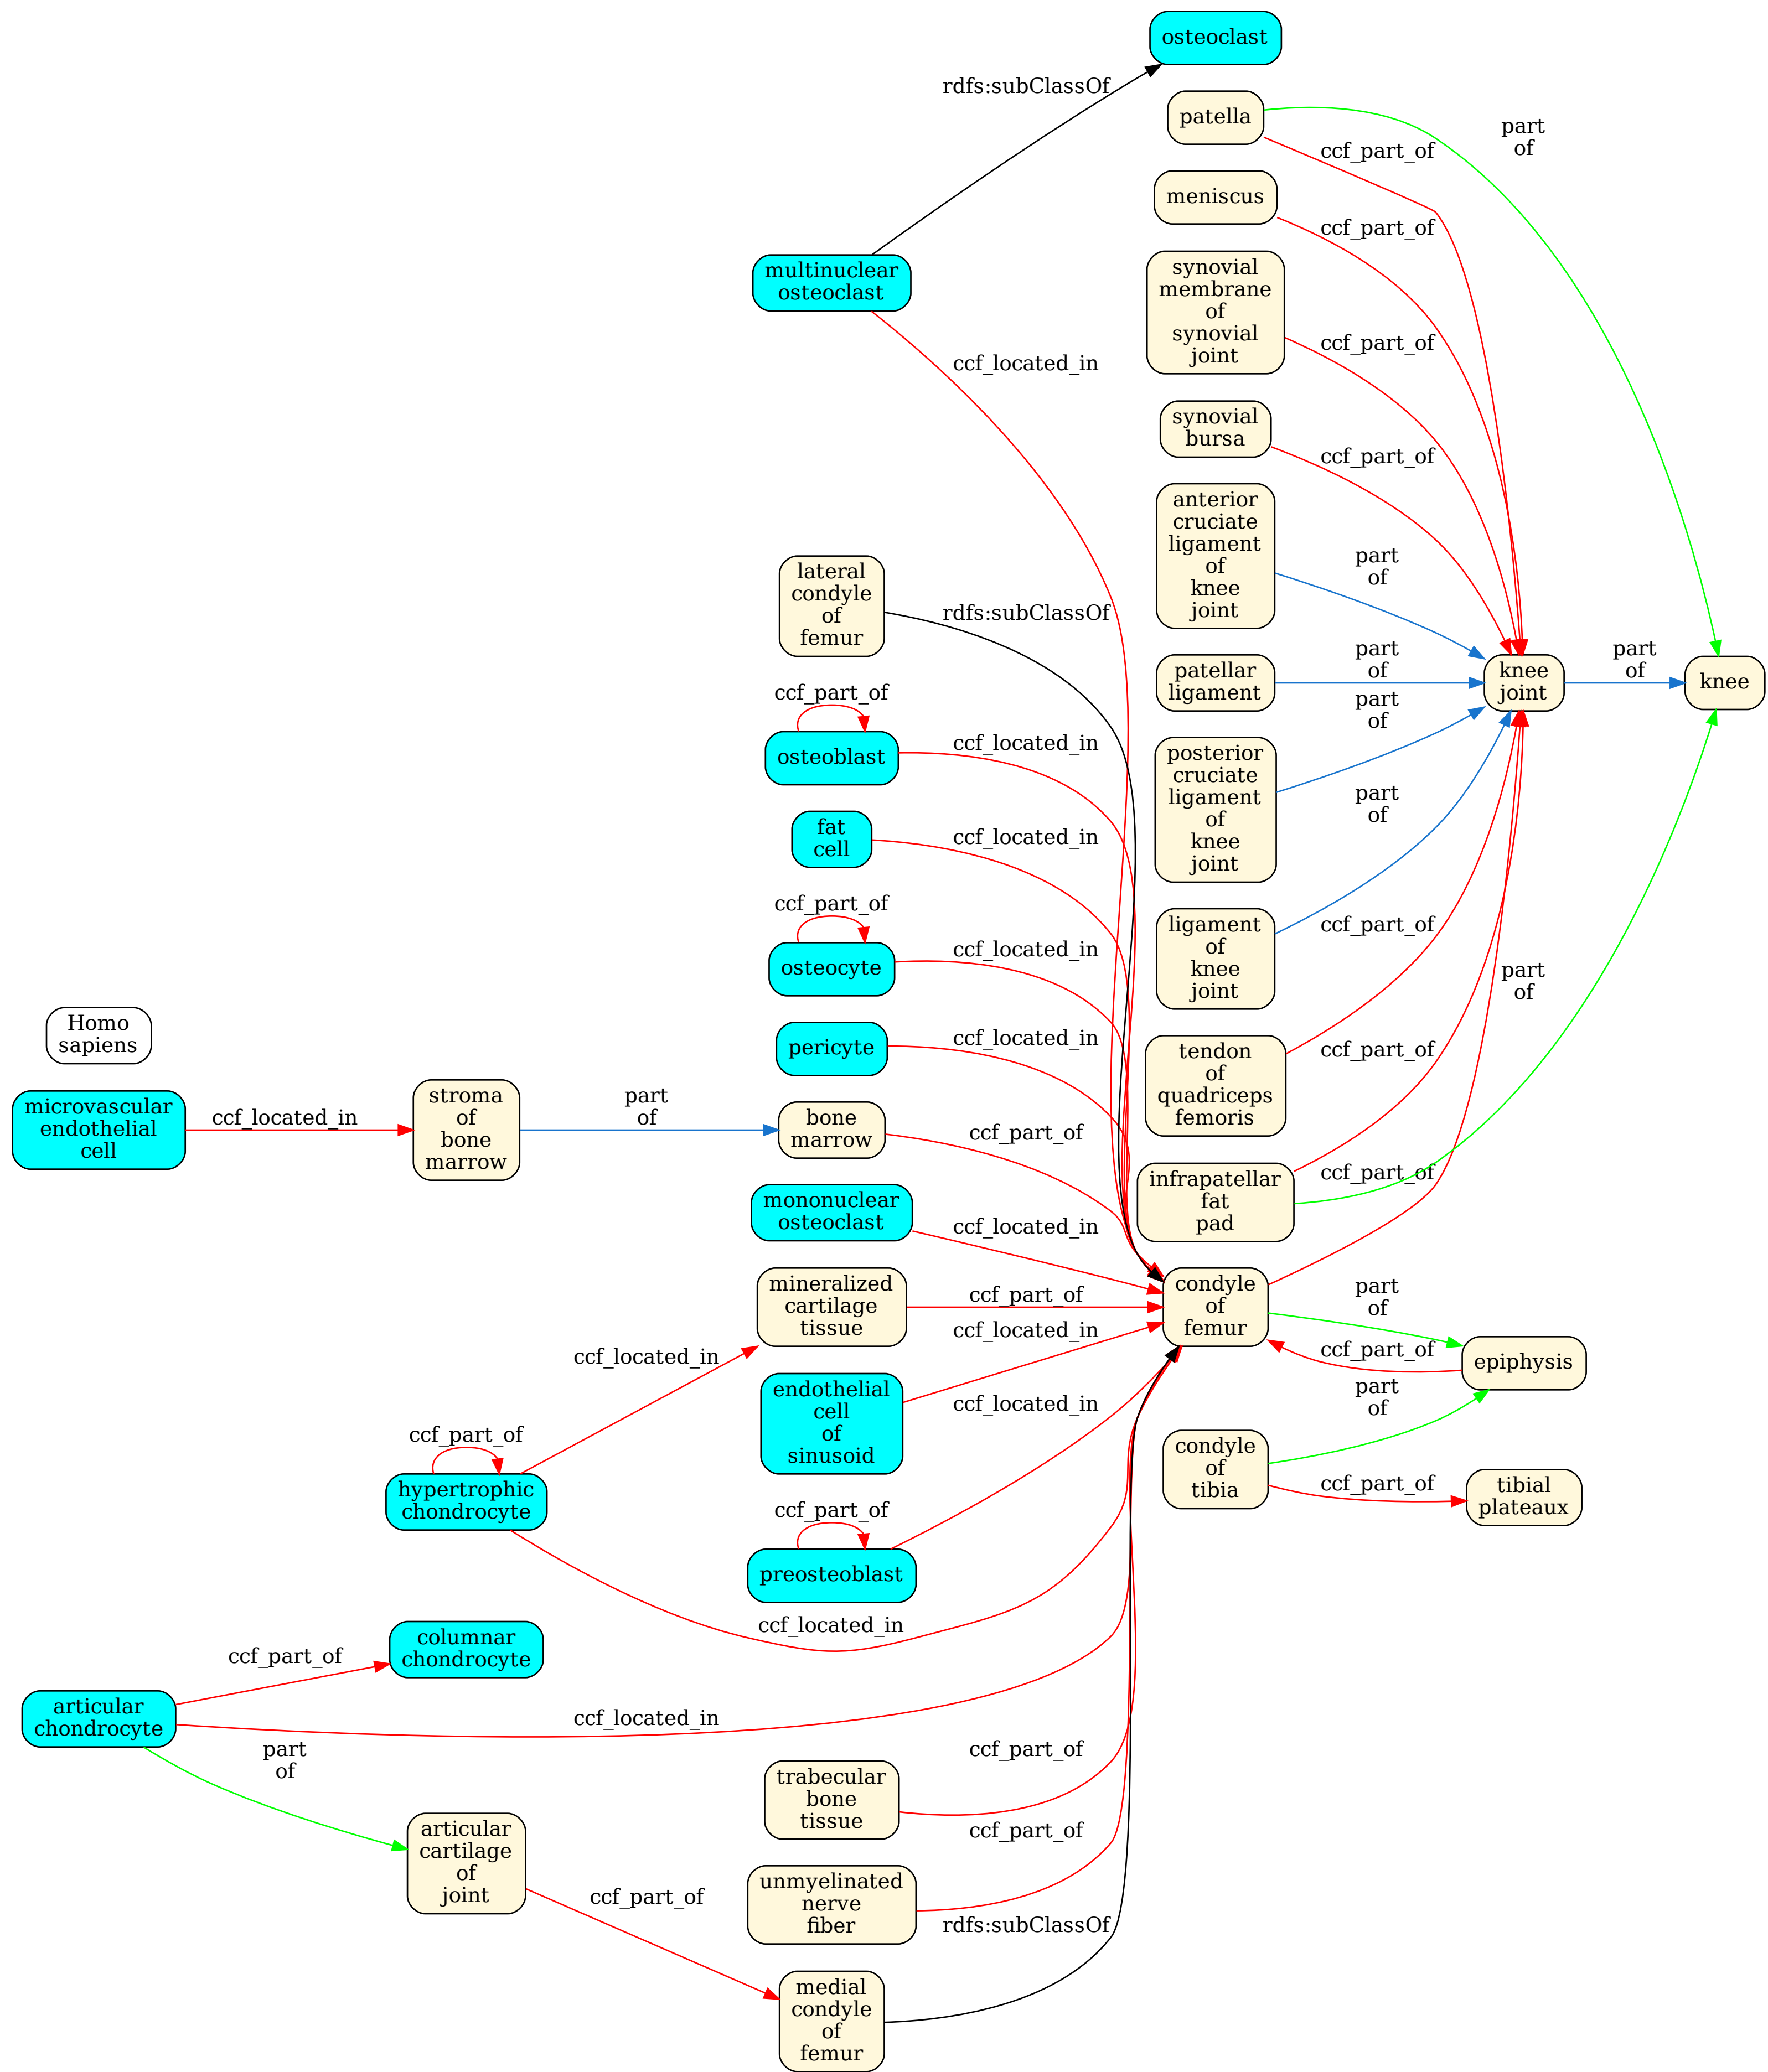 osteoclast
rdfs:subClassOf
patella
part
of
ccf_part_of
meniscus
ccf_part_of
synovial
membrane
of
synovial
joint
ccf_part_of
multinuclear
osteoclast
ccf_located_in
synovial
bursa
ccf_part_of
anterior
cruciate
ligament
of
knee
joint
part
of
lateral
condyle
of
femur
rdfs:subClassOf
patellar
ligament
part
of
knee
joint
part
of
knee
part
of
ccf_part_of
osteoblast
ccf_located_in
posterior
cruciate
ligament
of
knee
joint
part
of
fat
cell
ccf_located_in
ccf_part_of
osteocyte
ccf_located_in
ligament
of
knee
joint
ccf_part_of
part
of
Homo
sapiens
pericyte
ccf_located_in
tendon
of
quadriceps
femoris
ccf_part_of
microvascular
endothelial
cell
ccf_located_in
stroma
of
bone
marrow
part
of
bone
marrow
ccf_part_of
infrapatellar
fat
pad
ccf_part_of
mononuclear
osteoclast
ccf_located_in
mineralized
cartilage
tissue
ccf_part_of
condyle
of
femur
part
of
ccf_part_of
epiphysis
ccf_located_in
ccf_located_in
endothelial
cell
of
sinusoid
ccf_located_in
part
of
condyle
of
tibia
ccf_part_of
tibial
plateaux
ccf_part_of
hypertrophic
chondrocyte
ccf_part_of
preosteoblast
ccf_located_in
columnar
chondrocyte
ccf_part_of
articular
chondrocyte
ccf_located_in
part
of
ccf_part_of
trabecular
bone
tissue
ccf_part_of
articular
cartilage
of
joint
ccf_part_of
unmyelinated
nerve
fiber
rdfs:subClassOf
medial
condyle
of
femur